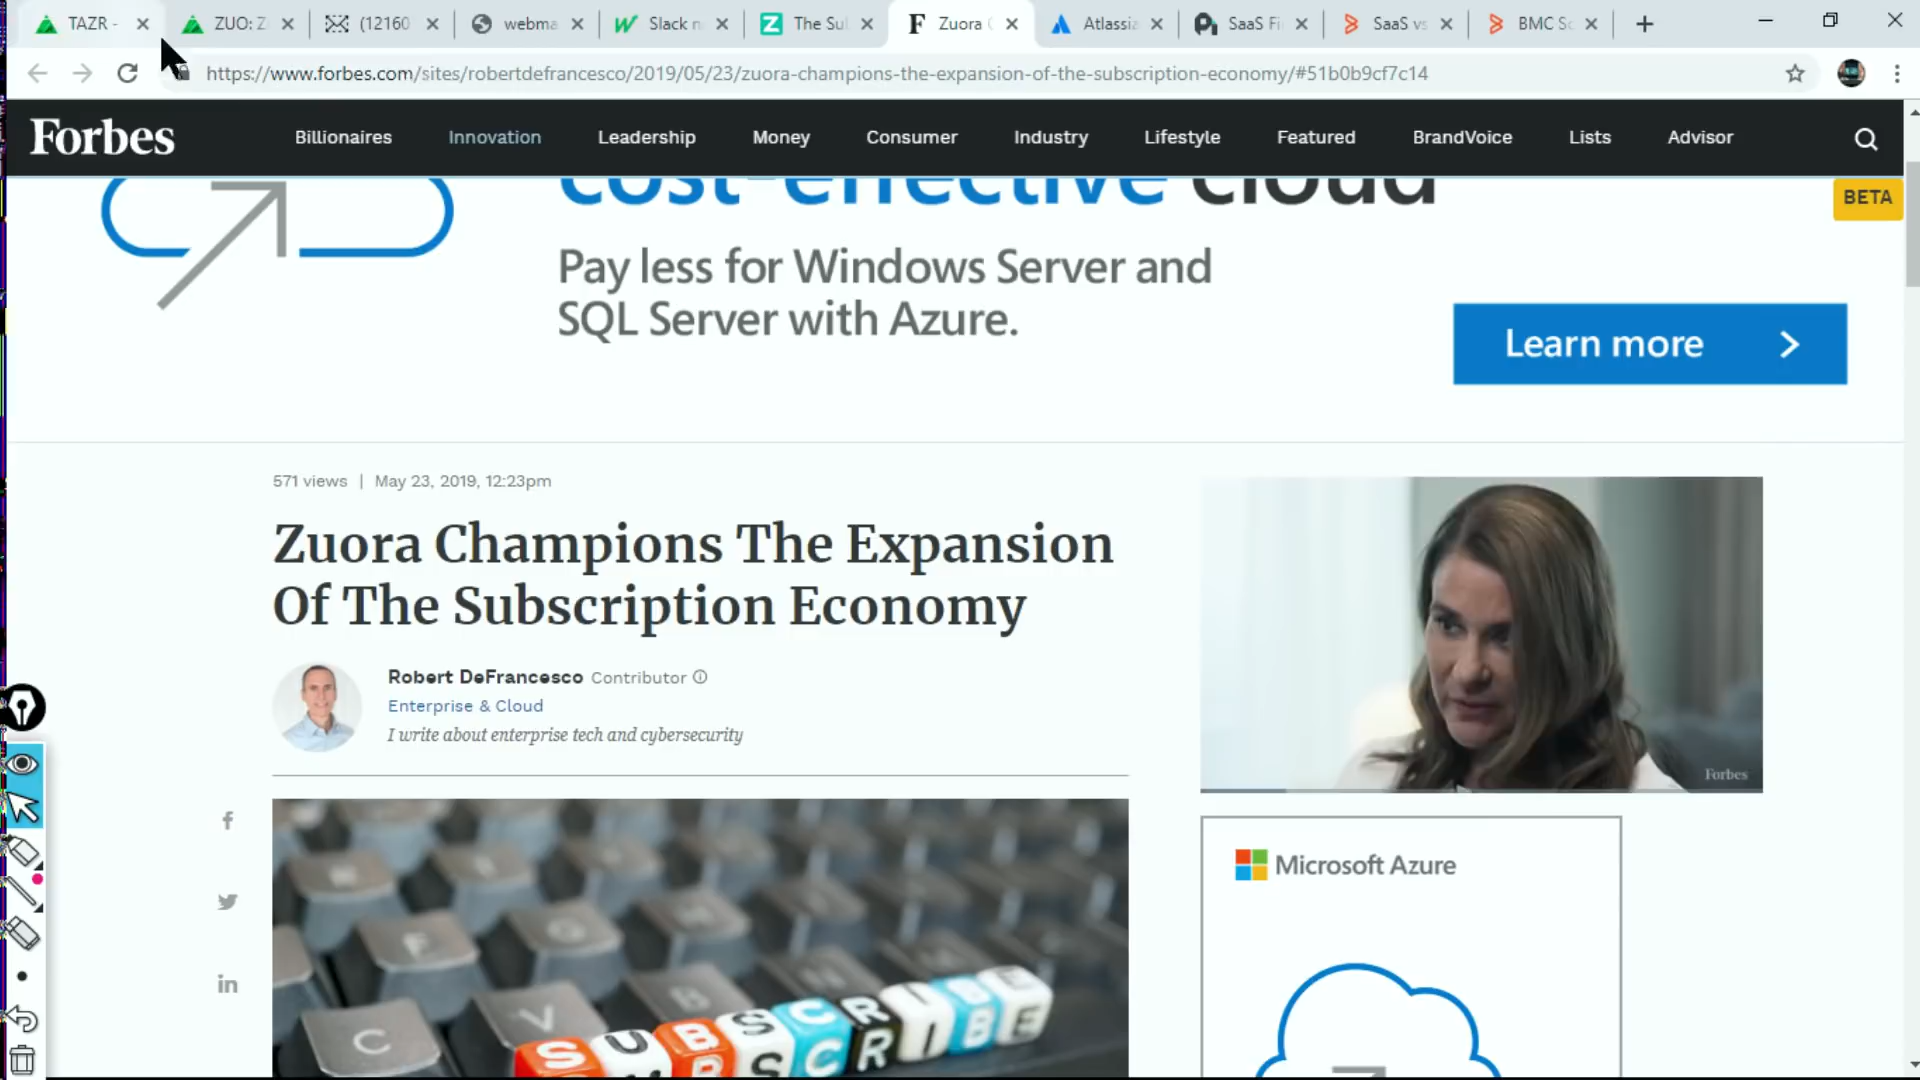 TAZR -
ZUO: Z
(12160
webma
Slack n
The Su
Zuora
Atlassia
SaaS Fi
SaaS vs
BMC Sc
https://www.forbes.com/sites/robertdefrancesco/2019/05/23/zuora-champions-the-expansion-of-the-subscription-economy/#51b0b9cf7c14
Forbes
Billionaires
Innovation
Leadership
Money
Consumer
Industry
Lifestyle
Featured
BrandVoice
Lists
Advisor
cost-effective cloud
BETA
Pay less for Windows Server and
SQL Server with Azure.
Learn more
571 views | May 23, 2019, 12:23pm
Zuora Champions The Expansion
Of The Subscription Economy
Robert DeFrancesco Contributor
Enterprise & Cloud
I write about enterprise tech and cybersecurity
Forbes
Microsoft Azure
C V B
SUBSCRIBE